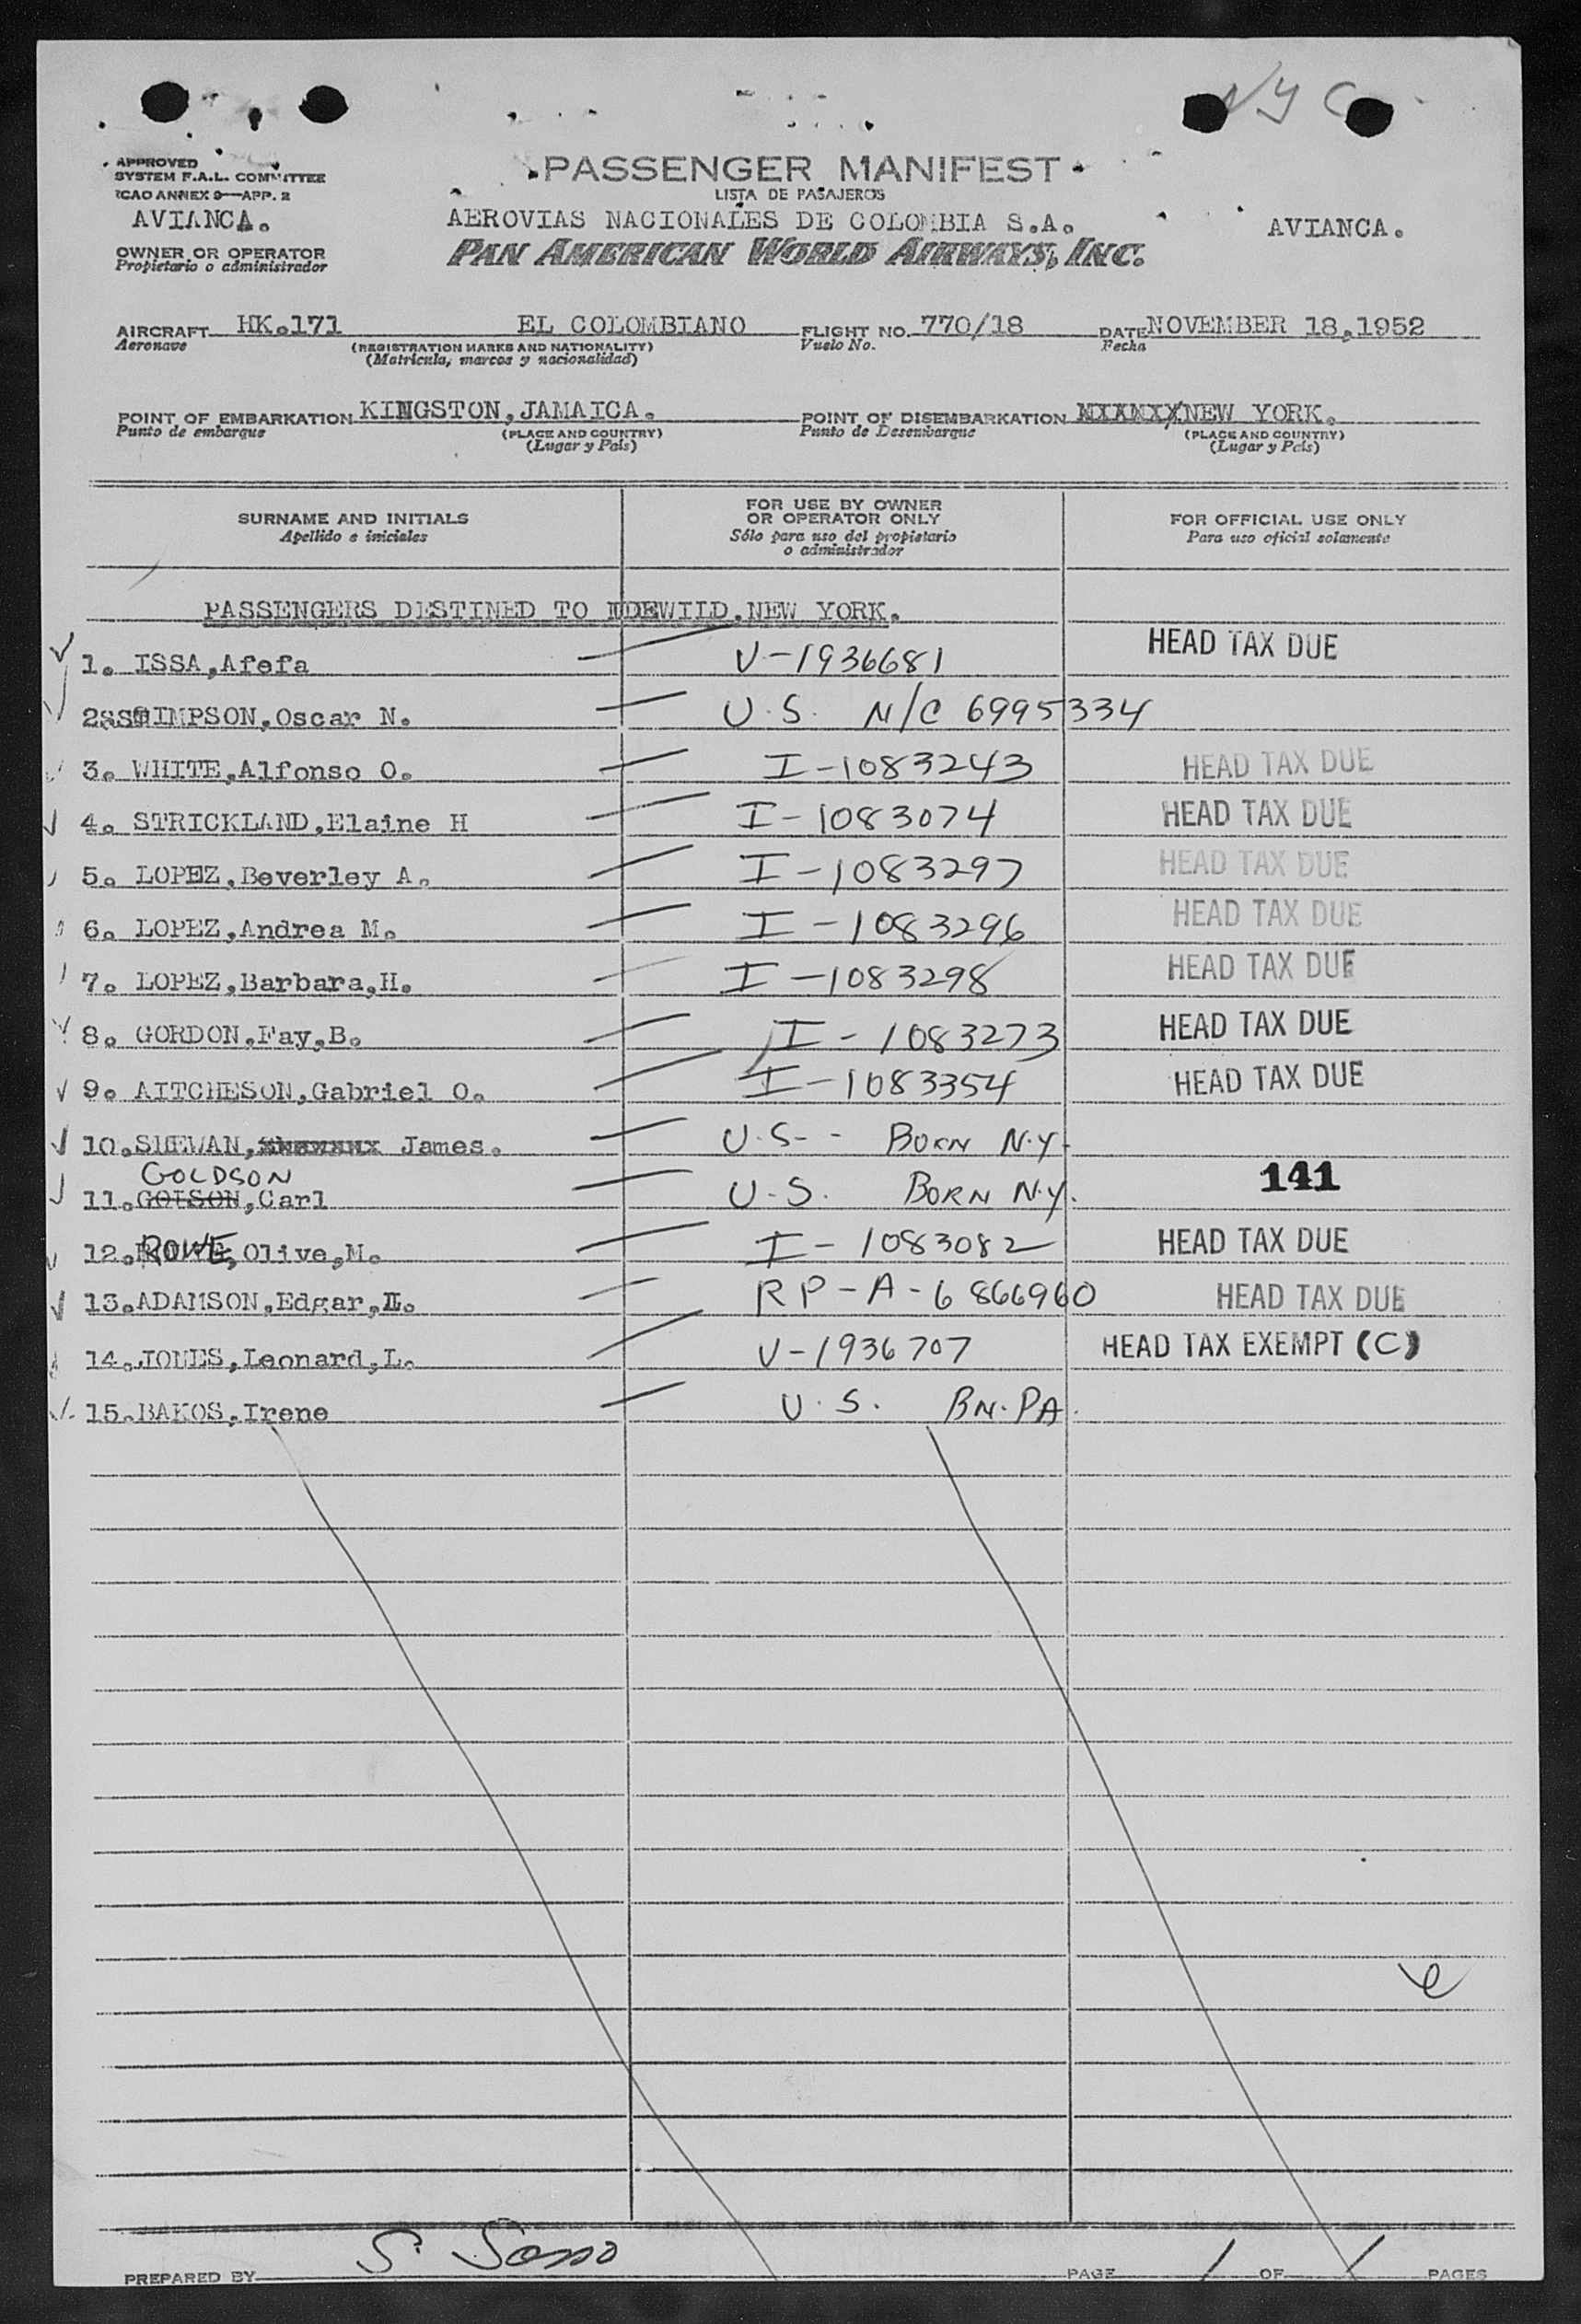 NYC
APPROVED
SYSTEM F.A.L. COMMITTEE
ICAO ANNEX 9—APP. 2
PASSENGER MANIFEST
LISTA DE PASAJEROS
AVIANCA. AEROVIAS NACIONALES DE COLOMBIA S.A. AVIANCA.
OWNER OR OPERATOR PAN AMERICAN WORLD AIRWAYS, INC.
Propietario o administrador
AIRCRAFT HK.171 EL COLOMBIANO FLIGHT NO. 770/18 DATE NOVEMBER 18,1952
Aeronave (REGISTRATION MARKS AND NATIONALITY) Vuelo No. Fecha
(Matrícula, marcas y nacionalidad)
POINT OF EMBARKATION KINGSTON,JAMAICA. POINT OF DISEMBARKATION NEW YORK.
Punto de embarque (PLACE AND COUNTRY) Punto de Desembarque (PLACE AND COUNTRY)
(Lugar y País) (Lugar y País)
SURNAME AND INITIALS FOR USE BY OWNER OR OPERATOR ONLY FOR OFFICIAL USE ONLY
Apellido e iniciales Sólo para uso del propietario o administrador Para uso oficial solamente
PASSENGERS DESTINED TO IDEWILD.NEW YORK.
1. ISSA,Afefa V-1936681 HEAD TAX DUE
2. SIMPSON,Oscar N. U.S. N/C 6995334
3. WHITE,Alfonso O. I-1083243 HEAD TAX DUE
4. STRICKLAND,Elaine H I-1083074 HEAD TAX DUE
5. LOPEZ,Beverley A. I-1083297 HEAD TAX DUE
6. LOPEZ,Andrea M. I-1083296 HEAD TAX DUE
7. LOPEZ,Barbara,H. I-1083298 HEAD TAX DUE
8. GORDON,Fay,B. I-1083273 HEAD TAX DUE
9. AITCHESON,Gabriel O. I-1083354 HEAD TAX DUE
10.SHEWAN, James. U.S-- BORN N.Y.
GOLDSON
11.GOLSON,Carl U.S. BORN N.Y. 141
12.ROWE,Olive,M. I-1083082 HEAD TAX DUE
13.ADAMSON,Edgar, RP-A-6 866960 HEAD TAX DUE
14.JONES,Leonard,L. V-1936707 HEAD TAX EXEMPT (C)
15.BAKOS,Irene U.S. BN.PA.
PREPARED BY PAGE 1 OF 1 PAGES